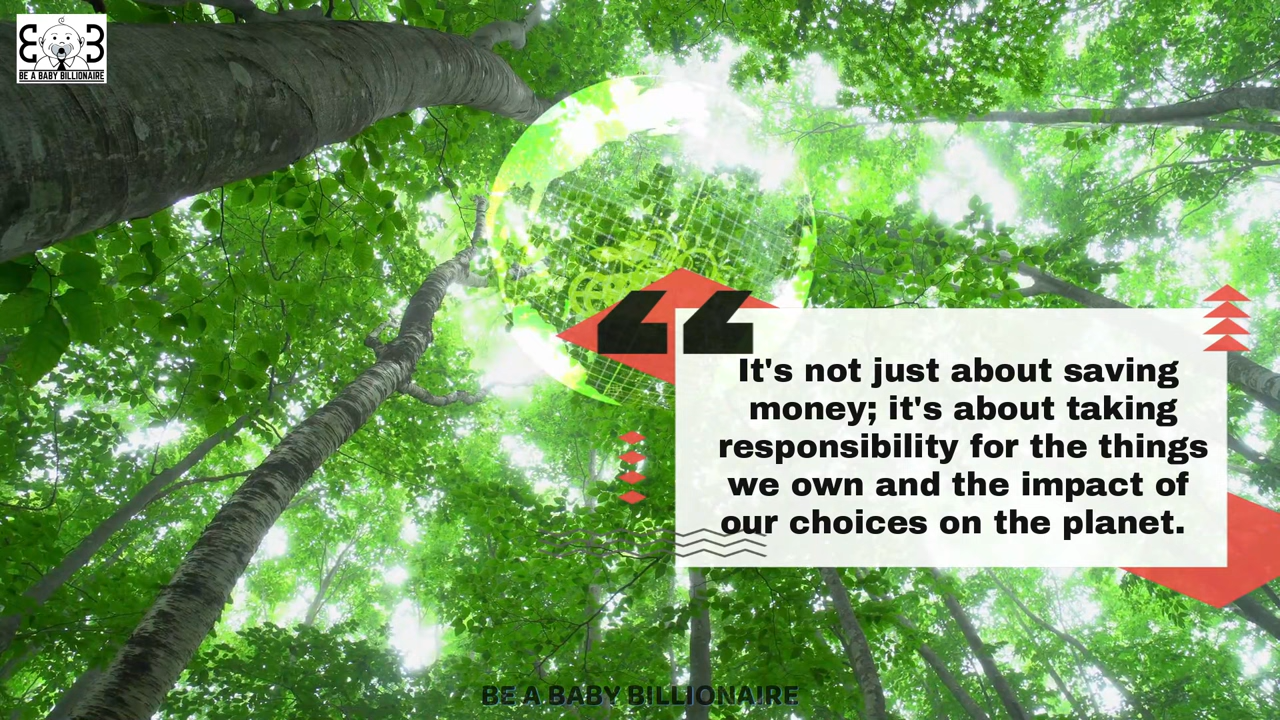 BE A BABY BILLIONAIRE
It's not just about saving
money; it's about taking
responsibility for the things
we own and the impact of
our choices on the planet.
BE A BABY BILLIONAIRE